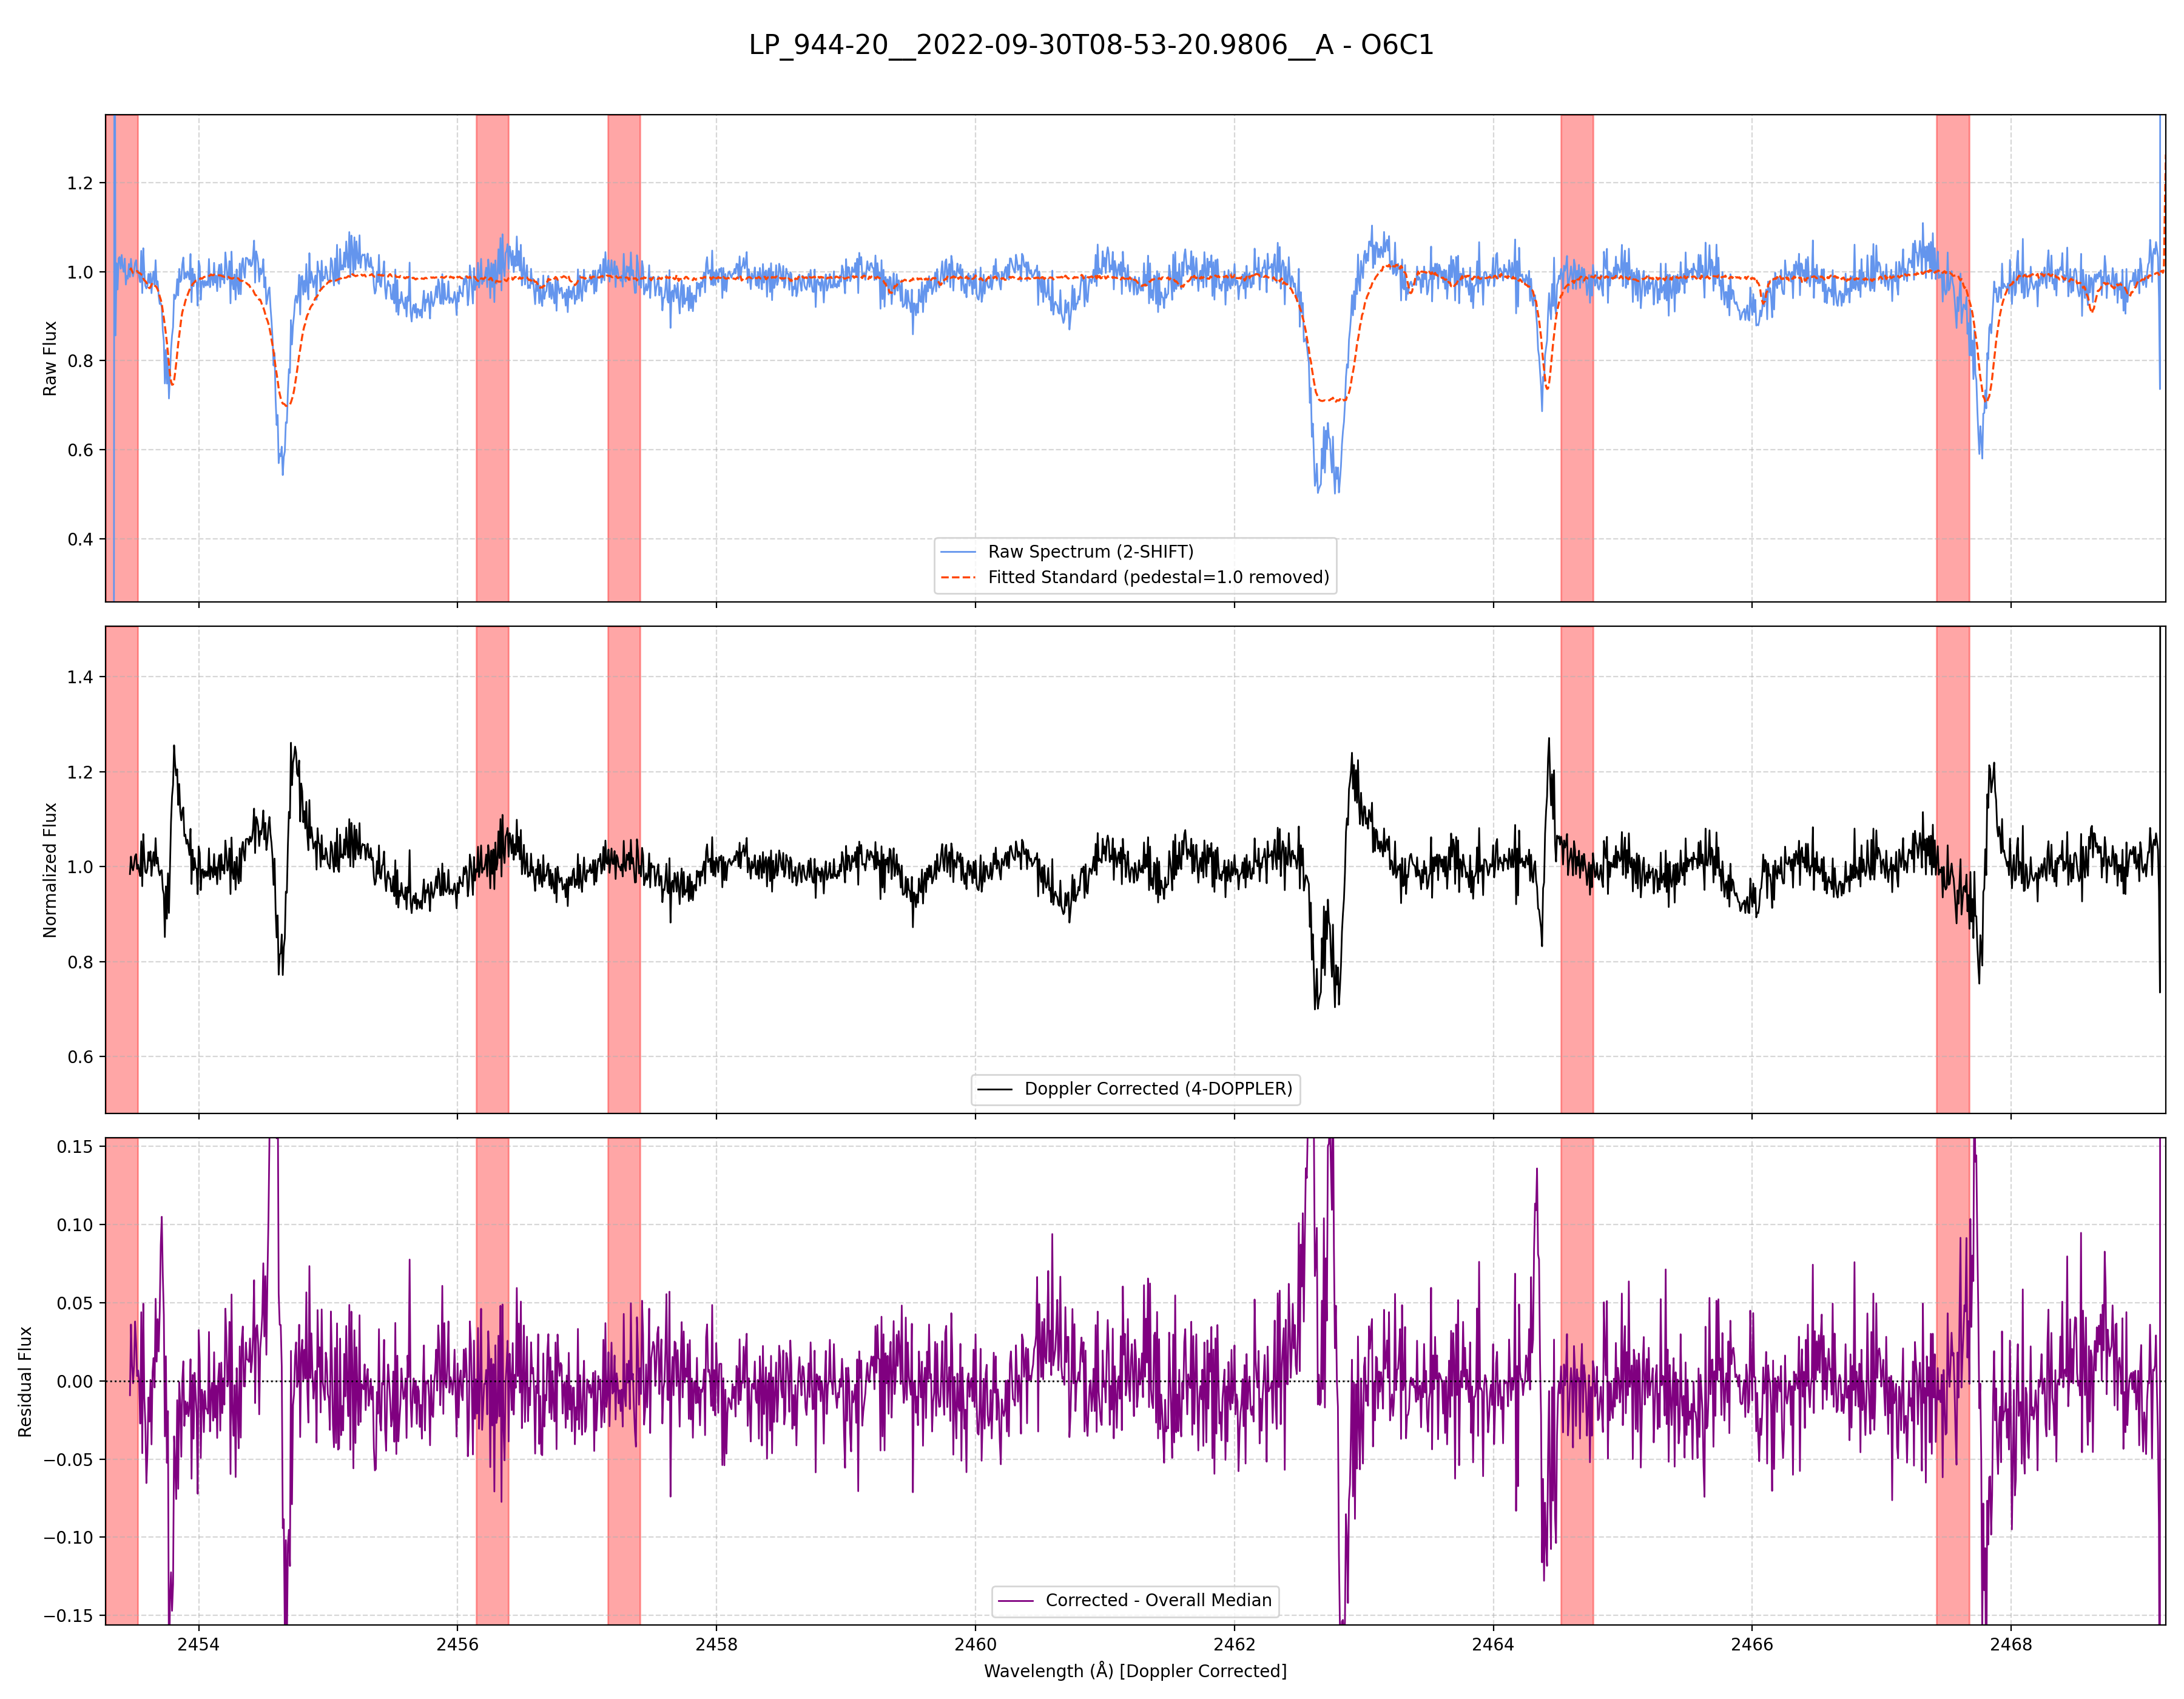 LP_944-20__2022-09-30T08-53-20.9806__A - O6C1
1.2
1.0
0.8
0.6
0.4
Raw Flux
Raw Spectrum (2-SHIFT)
Fitted Standard (pedestal=1.0 removed)
1.4
1.2
1.0
0.8
0.6
Normalized Flux
Doppler Corrected (4-DOPPLER)
0.15
0.10
0.05
0.00
−0.05
−0.10
−0.15
Residual Flux
Corrected - Overall Median
2454 2456 2458 2460 2462 2464 2466 2468
Wavelength (Å) [Doppler Corrected]